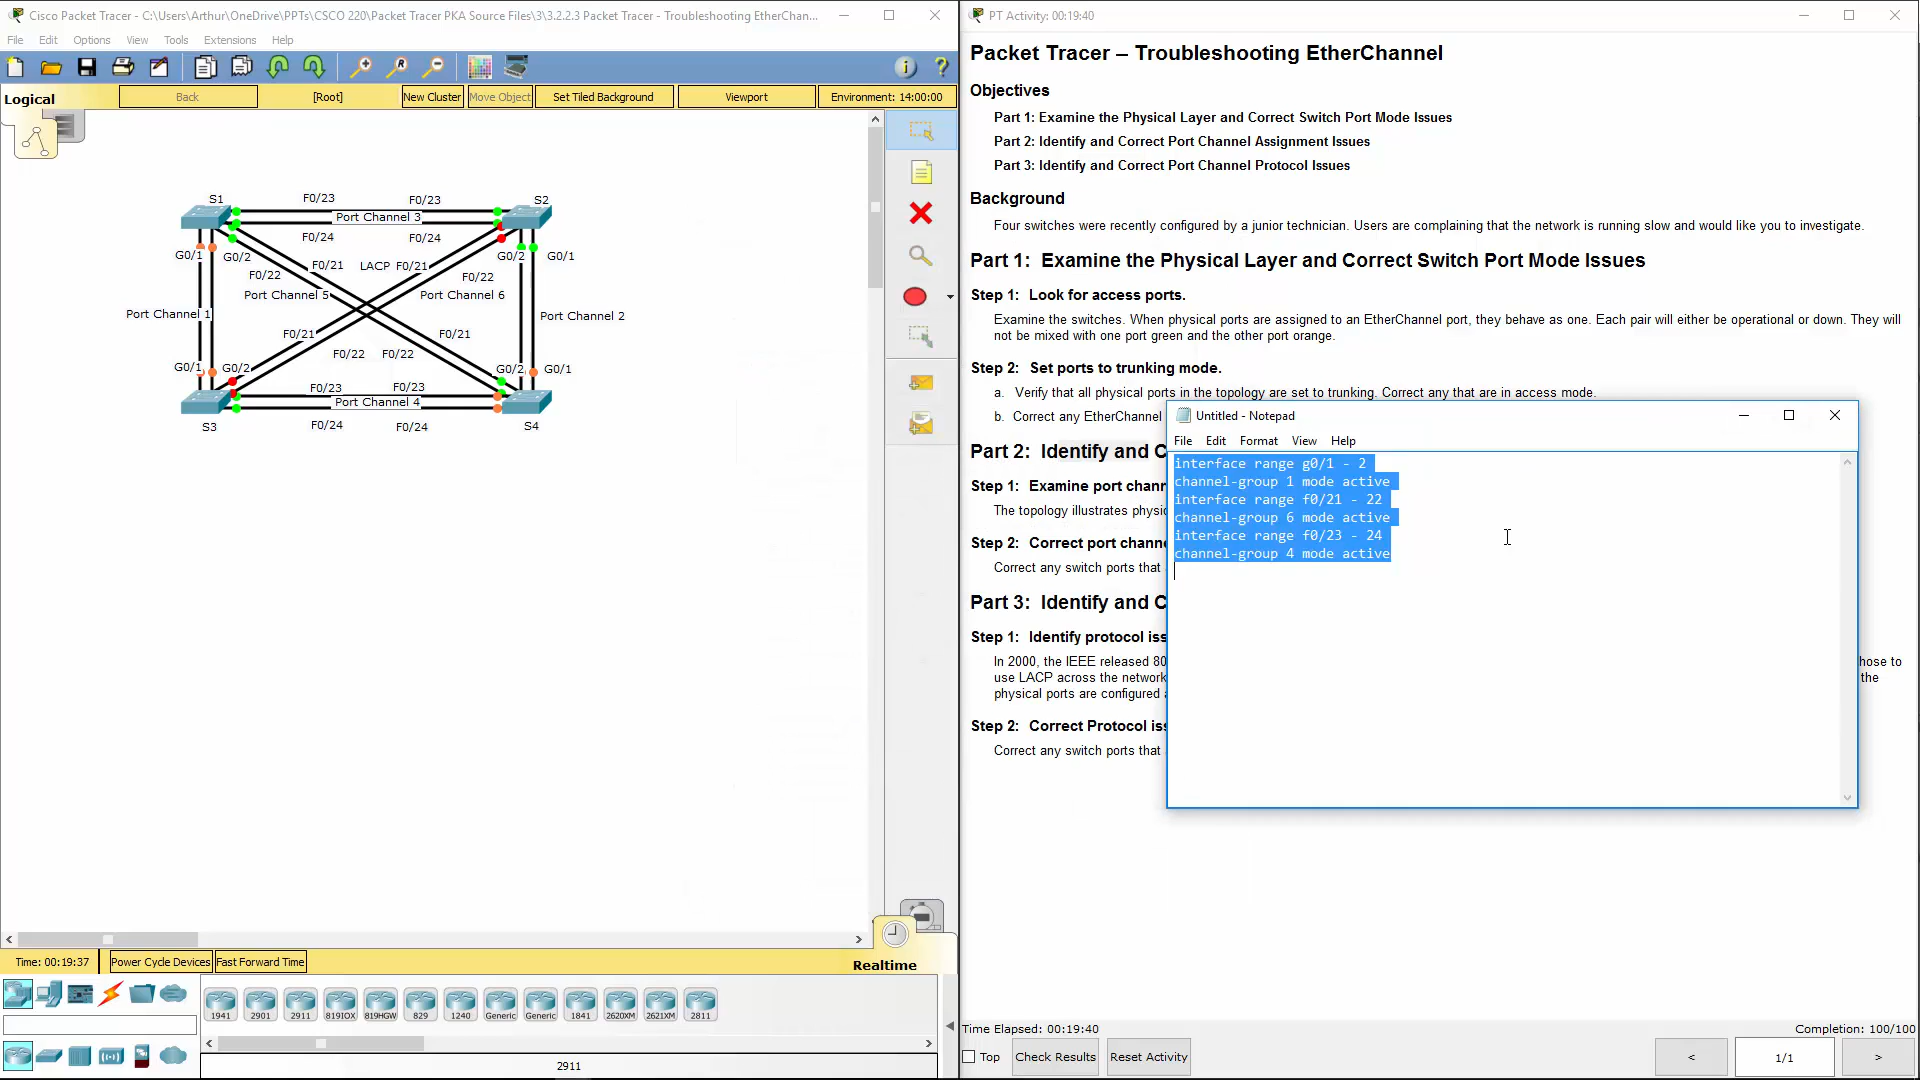 Cisco Packet Tracer - C:\Users\Arthur\OneDrive\PPTs\CSCO 220\Packet Tracer PKA Source Files\3\3.2.2.3 Packet Tracer - Troubleshooting EtherChan...
File Edit Options View Tools Extensions Help
Logical
Back
[Root]
New Cluster
Move Object
Set Tiled Background
Viewport
Environment: 14:00:00
S1
F0/23
F0/23
S2
Port Channel 3
F0/24
F0/24
G0/1
G0/2
F0/21
LACP
F0/21
G0/2
G0/1
F0/22
F0/22
Port Channel 5
Port Channel 6
Port Channel 1
Port Channel 2
F0/21
F0/21
F0/22
F0/22
G0/1
G0/2
G0/2
G0/1
F0/23
F0/23
Port Channel 4
S3
F0/24
F0/24
S4
Time: 00:19:37
Power Cycle Devices
Fast Forward Time
Realtime
1941
2901
2911
819IOX
819HGW
829
1240
Generic
Generic
1841
2620XM
2621XM
2811
2911
PT Activity: 00:19:40
Packet Tracer – Troubleshooting EtherChannel
Objectives
Part 1: Examine the Physical Layer and Correct Switch Port Mode Issues
Part 2: Identify and Correct Port Channel Assignment Issues
Part 3: Identify and Correct Port Channel Protocol Issues
Background
Four switches were recently configured by a junior technician. Users are complaining that the network is running slow and would like you to investigate.
Part 1: Examine the Physical Layer and Correct Switch Port Mode Issues
Step 1: Look for access ports.
Examine the switches. When physical ports are assigned to an EtherChannel port, they behave as one. Each pair will either be operational or down. They will
not be mixed with one port green and the other port orange.
Step 2: Set ports to trunking mode.
a. Verify that all physical ports in the topology are set to trunking. Correct any that are in access mode.
b. Correct any EtherChannel
Part 2: Identify and C
Step 1: Examine port chann
The topology illustrates physi
Step 2: Correct port channe
Correct any switch ports that
Part 3: Identify and C
Step 1: Identify protocol iss
In 2000, the IEEE released 80
hose to
use LACP across the network
the
physical ports are configured
Step 2: Correct Protocol iss
Correct any switch ports that
Untitled - Notepad
File Edit Format View Help
interface range g0/1 - 2
channel-group 1 mode active
interface range f0/21 - 22
channel-group 6 mode active
interface range f0/23 - 24
channel-group 4 mode active
Time Elapsed: 00:19:40
Completion: 100/100
Top
Check Results
Reset Activity
<
1/1
>